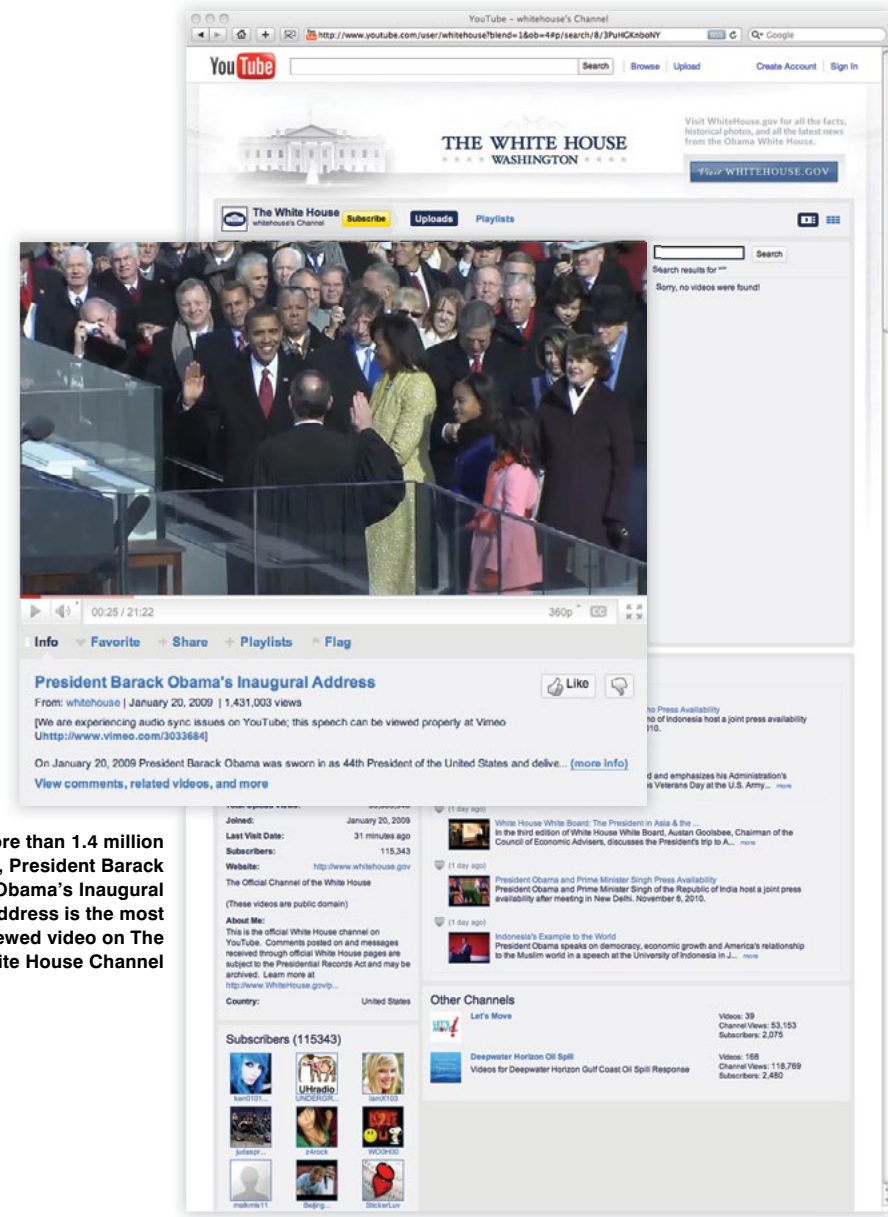 YouTube – whitehouse's Channel
http://www.youtube.com/user/whitehouse?blend=1&ob=4#p/search/8/3PuHGKnboNY
Google
YouTube
Search
Browse
Upload
Create Account
Sign In
THE WHITE HOUSE
WASHINGTON
Visit WhiteHouse.gov for all the facts,
historical photos, and all the latest news
from the Obama White House.
Visit WHITEHOUSE.GOV
The White House
whitehouse's Channel
Subscribe
Uploads
Playlists
Search
Search results for ""
Sorry, no videos were found!
00:25 / 21:22
360p
CC
Info
Favorite
Share
Playlists
Flag
President Barack Obama's Inaugural Address
Like
From: whitehouse | January 20, 2009 | 1,431,003 views
[We are experiencing audio sync issues on YouTube; this speech can be viewed properly at Vimeo
Uhttp://www.vimeo.com/3033684]
On January 20, 2009 President Barack Obama was sworn in as 44th President of the United States and delive... (more info)
View comments, related videos, and more
ore than 1.4 million
, President Barack
Obama's Inaugural
ddress is the most
ewed video on The
ite House Channel
Joined: January 20, 2009
Last Visit Date: 31 minutes ago
Subscribers: 115,343
Website: http://www.whitehouse.gov
The Official Channel of the White House
(These videos are public domain)
About Me:
This is the official White House channel on
YouTube. Comments posted on and messages
received through official White House pages are
subject to the Presidential Records Act and may be
archived. Learn more at
http://www.WhiteHouse.gov/p...
Country: United States
Subscribers (115343)
ken0101...
UHradio
UNDERGR...
IamX103
judaspr...
z4rock
WO0H00
malkmis11
Beijing...
StickerLuv
no Press Availability
no of Indonesia host a joint press availability
010.
d and emphasizes his Administration's
s Veterans Day at the U.S. Army... more
(1 day ago)
White House White Board: The President in Asia & the ...
In the third edition of White House White Board, Austan Goolsbee, Chairman of the
Council of Economic Advisers, discusses the President's trip to A... more
(1 day ago)
President Obama and Prime Minister Singh Press Availability
President Obama and Prime Minister Singh of the Republic of India host a joint press
availability after meeting in New Delhi. November 8, 2010.
(1 day ago)
Indonesia's Example to the World
President Obama speaks on democracy, economic growth and America's relationship
to the Muslim world in a speech at the University of Indonesia in J... more
Other Channels
LET'S MOVE!
Let's Move
Videos: 39
Channel Views: 53,153
Subscribers: 2,075
Deepwater Horizon Oil Spill
Videos for Deepwater Horizon Gulf Coast Oil Spill Response
Videos: 168
Channel Views: 118,769
Subscribers: 2,480